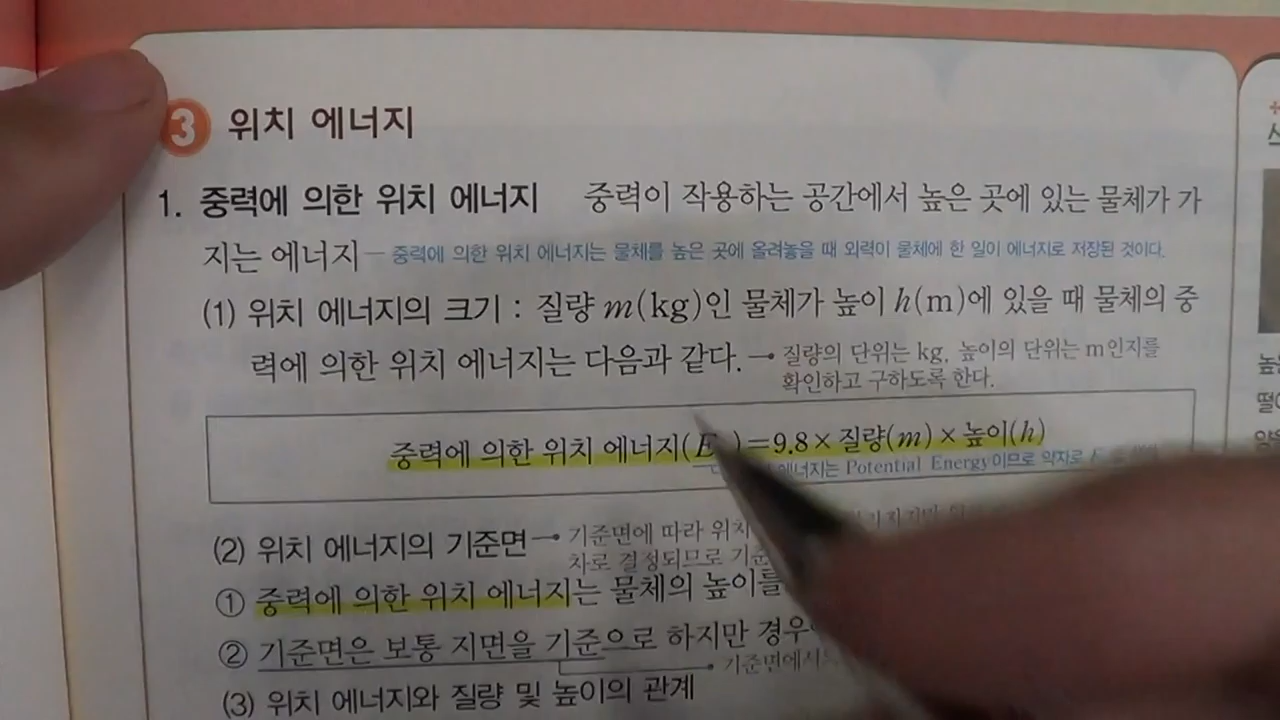 3 위치 에너지
1. 중력에 의한 위치 에너지 중력이 작용하는 공간에서 높은 곳에 있는 물체가 가
지는 에너지 ─ 중력에 의한 위치 에너지는 물체를 높은 곳에 올려놓을 때 외력이 물체에 한 일이 에너지로 저장된 것이다.
(1) 위치 에너지의 크기 : 질량 m(kg)인 물체가 높이 h(m)에 있을 때 물체의 중
력에 의한 위치 에너지는 다음과 같다. → 질량의 단위는 kg, 높이의 단위는 m인지를
확인하고 구하도록 한다.
중력에 의한 위치 에너지(E )=9.8×질량(m)×높이(h)
에너지는 Potential Energy이므로 약자로
(2) 위치 에너지의 기준면 → 기준면에 따라 위치
차로 결정되므로
① 중력에 의한 위치 에너지는 물체의 높이를
② 기준면은 보통 지면을 기준으로 하지만
기준면에서
(3) 위치 에너지와 질량 및 높이의 관계